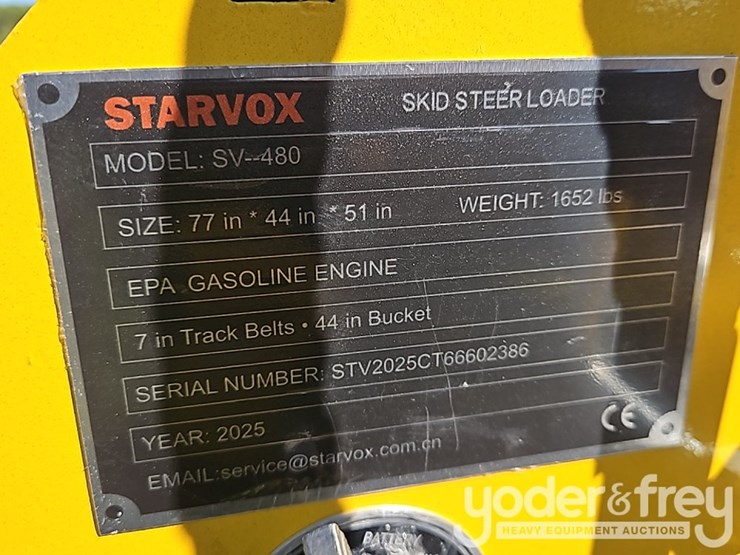 STARVOX SKID STEER LOADER
MODEL: SV--480
SIZE: 77 in * 44 in * 51 in WEIGHT: 1652 lbs
EPA GASOLINE ENGINE
7 in Track Belts • 44 in Bucket
SERIAL NUMBER: STV2025CT66602386
YEAR: 2025
CE
EMAIL:service@starvox.com.cn
yoder&frey
HEAVY EQUIPMENT AUCTIONS
BATTERY